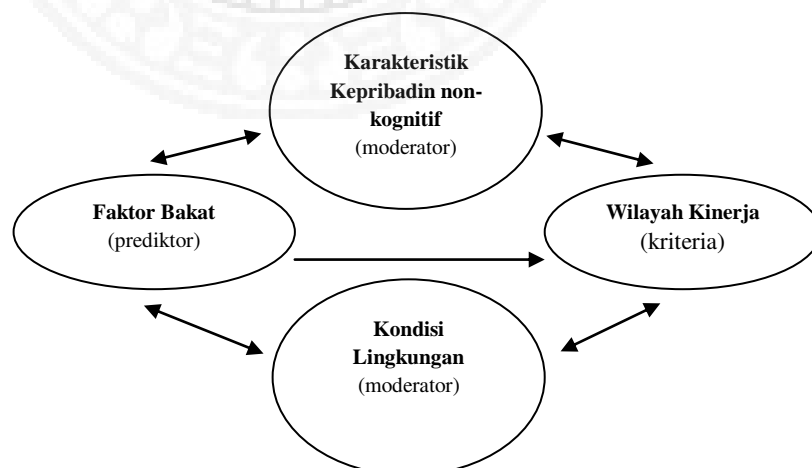 Karakteristik
Kepribadin non-
kognitif
(moderator)
Faktor Bakat
(prediktor)
Wilayah Kinerja
(kriteria)
Kondisi
Lingkungan
(moderator)